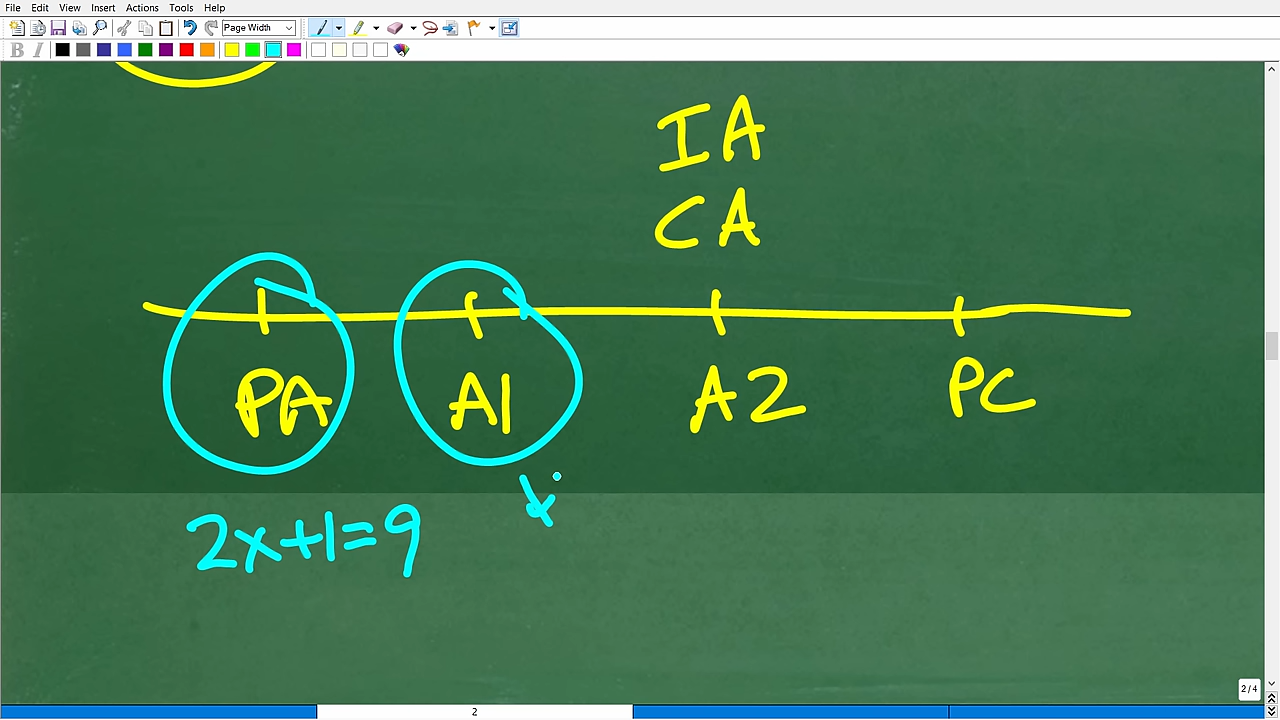 File Edit View Insert Actions Tools Help
Page Width
B I
IA
CA
PA A1 A2 PC
2x+1=9
2/4
2